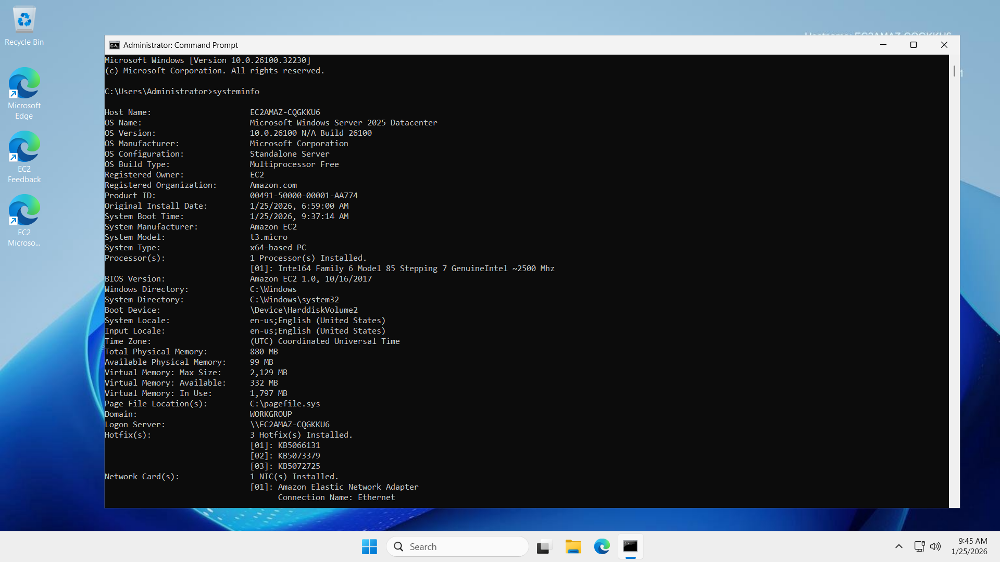 Recycle Bin
Microsoft
Edge
EC2
Feedback
EC2
Microso...
Administrator: Command Prompt
Microsoft Windows [Version 10.0.26100.32230]
(c) Microsoft Corporation. All rights reserved.
C:\Users\Administrator>systeminfo
Host Name: EC2AMAZ-CQGKKU6
OS Name: Microsoft Windows Server 2025 Datacenter
OS Version: 10.0.26100 N/A Build 26100
OS Manufacturer: Microsoft Corporation
OS Configuration: Standalone Server
OS Build Type: Multiprocessor Free
Registered Owner: EC2
Registered Organization: Amazon.com
Product ID: 00491-50000-00001-AA774
Original Install Date: 1/25/2026, 6:59:00 AM
System Boot Time: 1/25/2026, 9:37:14 AM
System Manufacturer: Amazon EC2
System Model: t3.micro
System Type: x64-based PC
Processor(s): 1 Processor(s) Installed.
[01]: Intel64 Family 6 Model 85 Stepping 7 GenuineIntel ~2500 Mhz
BIOS Version: Amazon EC2 1.0, 10/16/2017
Windows Directory: C:\Windows
System Directory: C:\Windows\system32
Boot Device: \Device\HarddiskVolume2
System Locale: en-us;English (United States)
Input Locale: en-us;English (United States)
Time Zone: (UTC) Coordinated Universal Time
Total Physical Memory: 880 MB
Available Physical Memory: 99 MB
Virtual Memory: Max Size: 2,129 MB
Virtual Memory: Available: 332 MB
Virtual Memory: In Use: 1,797 MB
Page File Location(s): C:\pagefile.sys
Domain: WORKGROUP
Logon Server: \\EC2AMAZ-CQGKKU6
Hotfix(s): 3 Hotfix(s) Installed.
[01]: KB5066131
[02]: KB5073379
[03]: KB5072725
Network Card(s): 1 NIC(s) Installed.
[01]: Amazon Elastic Network Adapter
Connection Name: Ethernet
Search
9:45 AM
1/25/2026